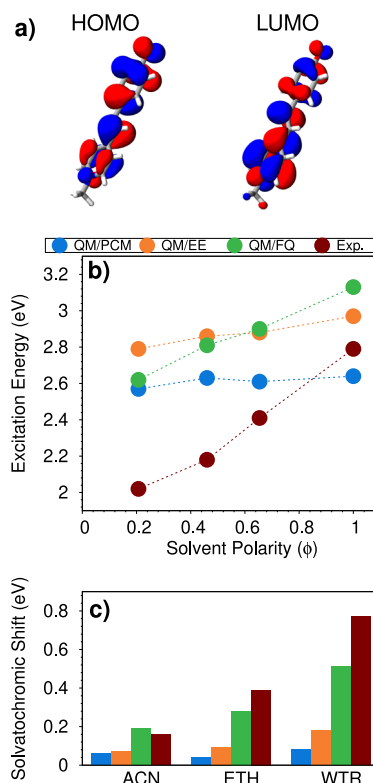 a)
HOMO
LUMO
QM/PCM QM/EE QM/FQ Exp.
b)
Excitation Energy (eV)
3.2
3
2.8
2.6
2.4
2.2
2
0 0.2 0.4 0.6 0.8 1
Solvent Polarity (ϕ)
c)
Solvatochromic Shift (eV)
0.8
0.6
0.4
0.2
0
ACN ETH WTR